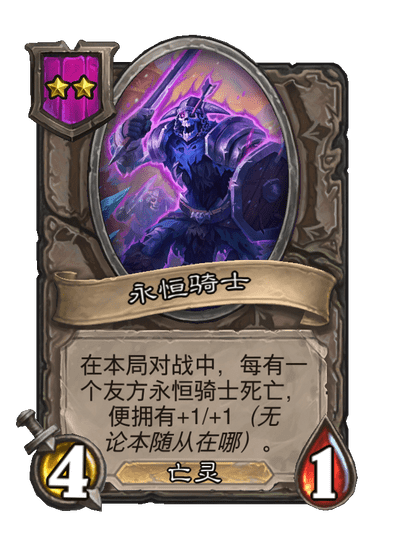 永恒骑士
在本局对战中，每有一
个友方永恒骑士死亡，
便拥有+1/+1（无
论本随从在哪）。
4
亡灵
1